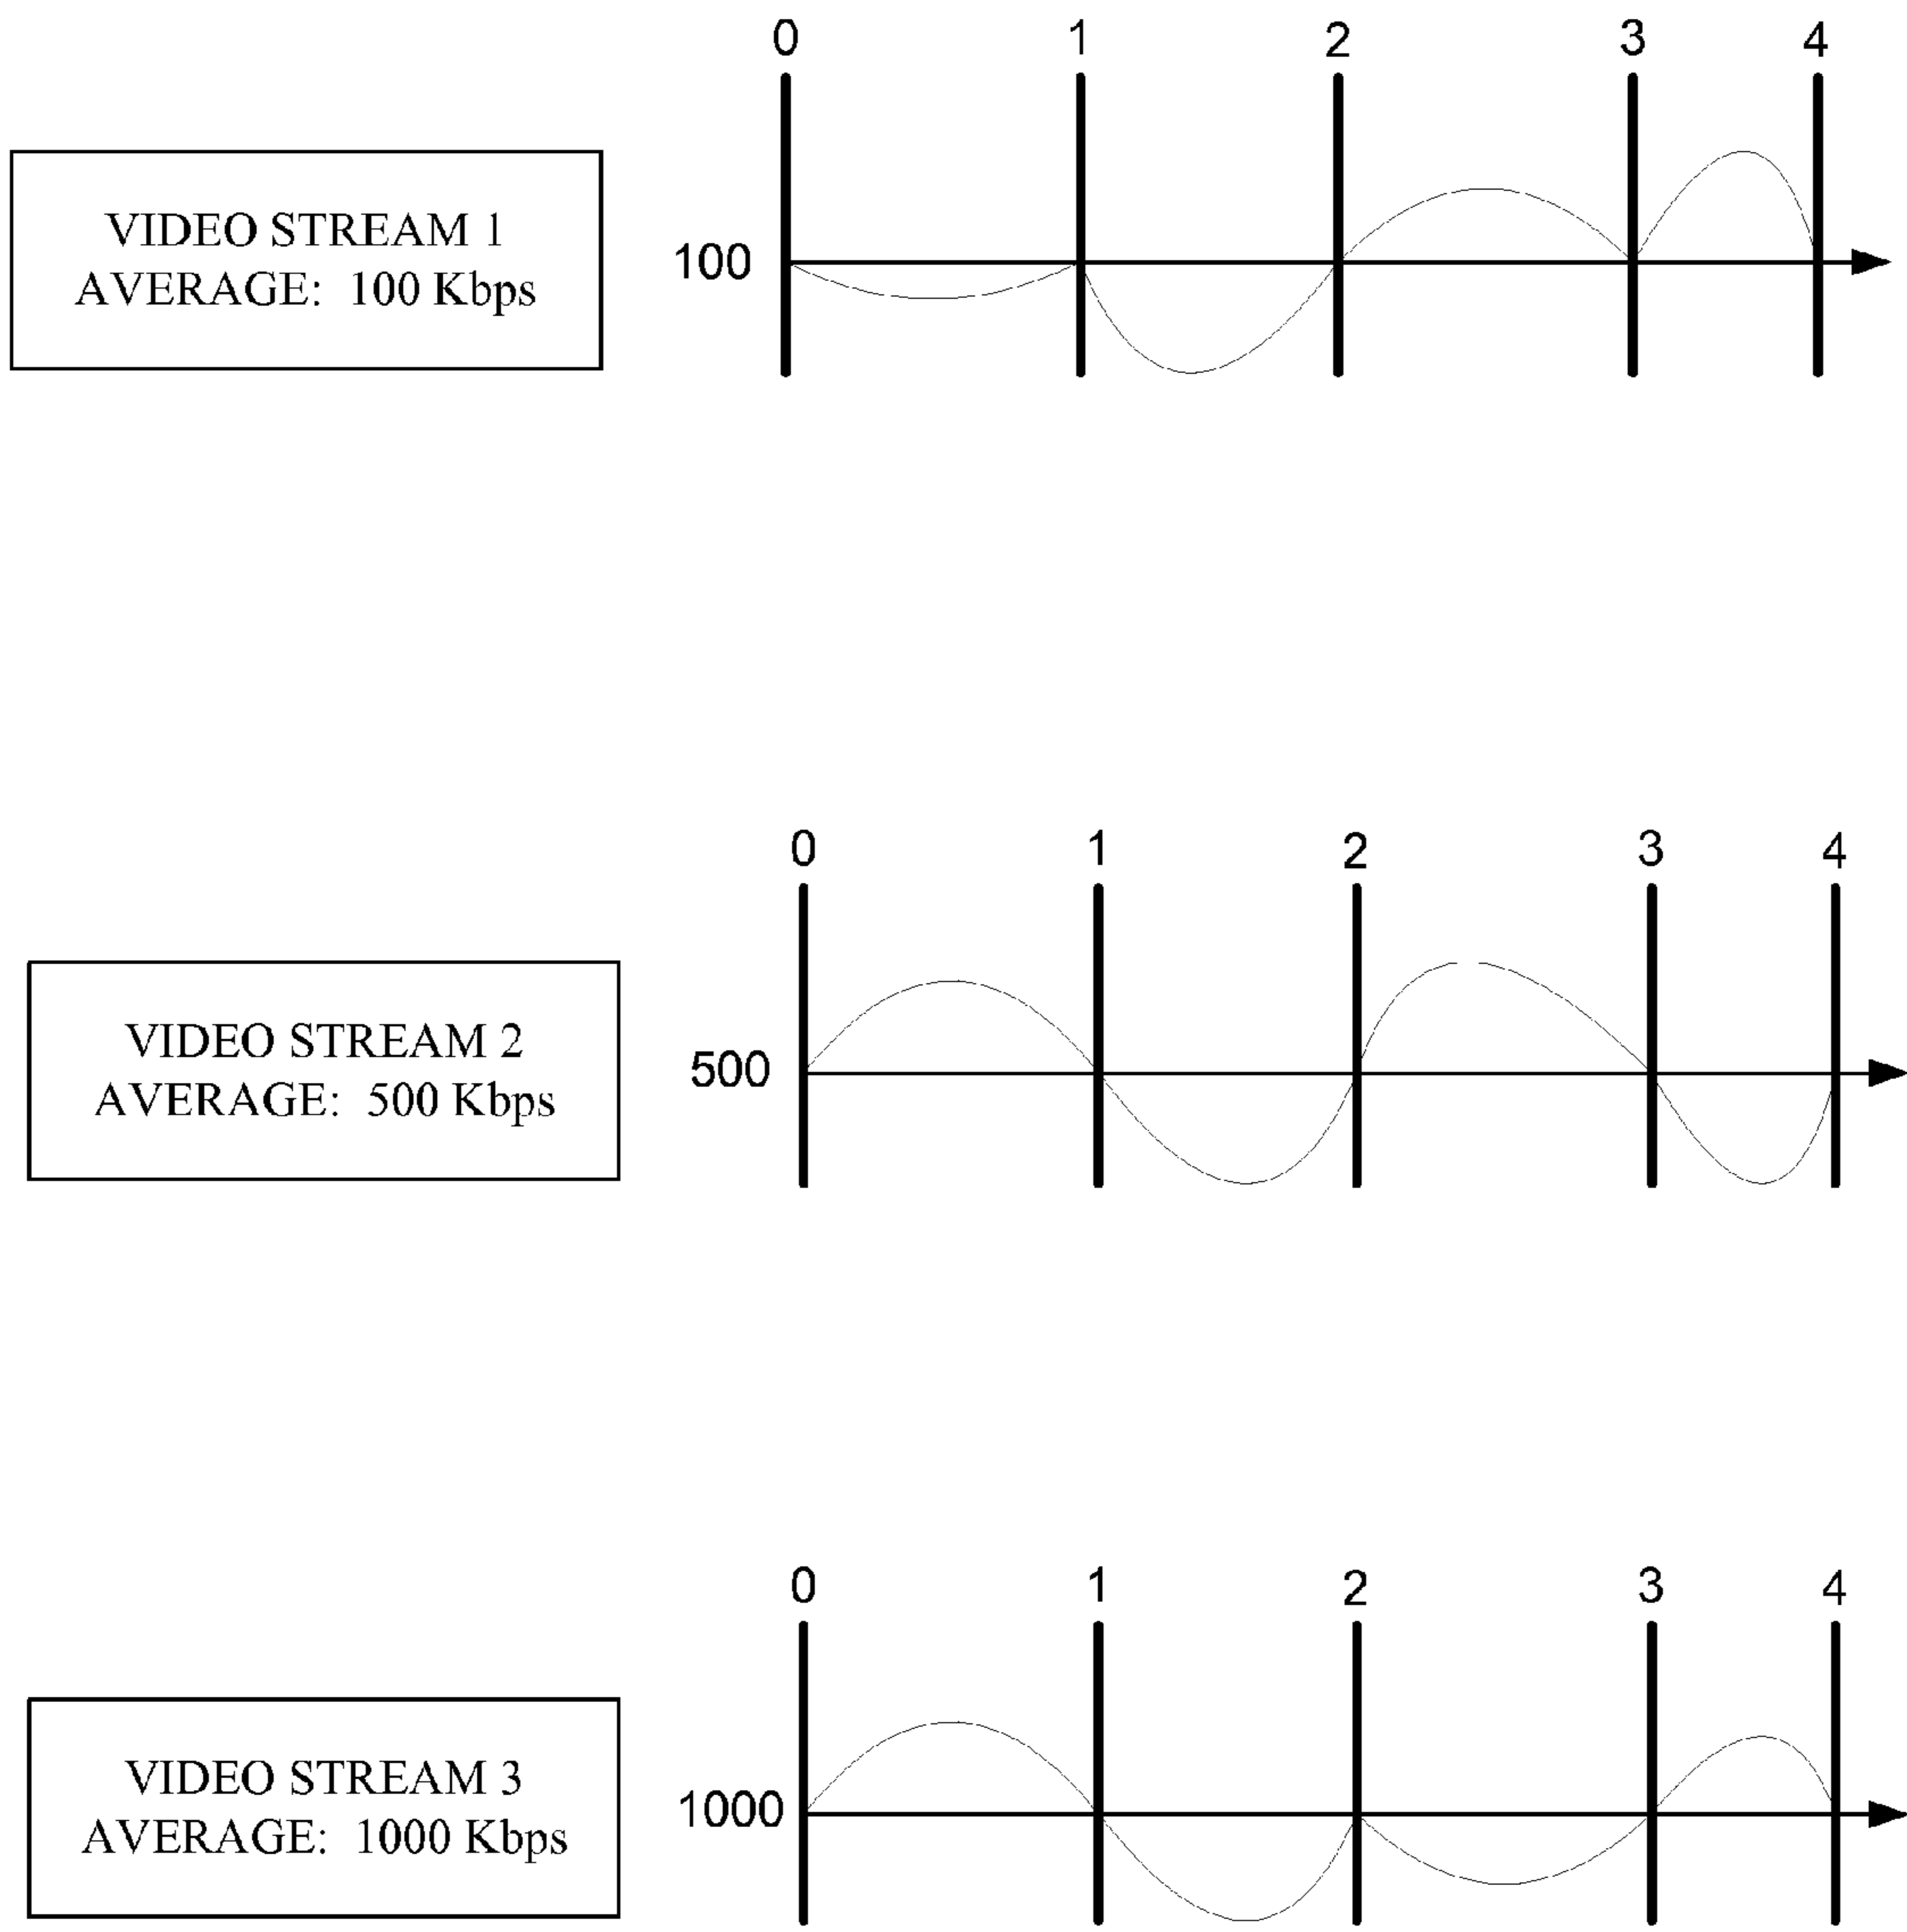 0 1 2 3 4
VIDEO STREAM 1
AVERAGE: 100 Kbps
100
0 1 2 3 4
VIDEO STREAM 2
AVERAGE: 500 Kbps
500
0 1 2 3 4
VIDEO STREAM 3
AVERAGE: 1000 Kbps
1000